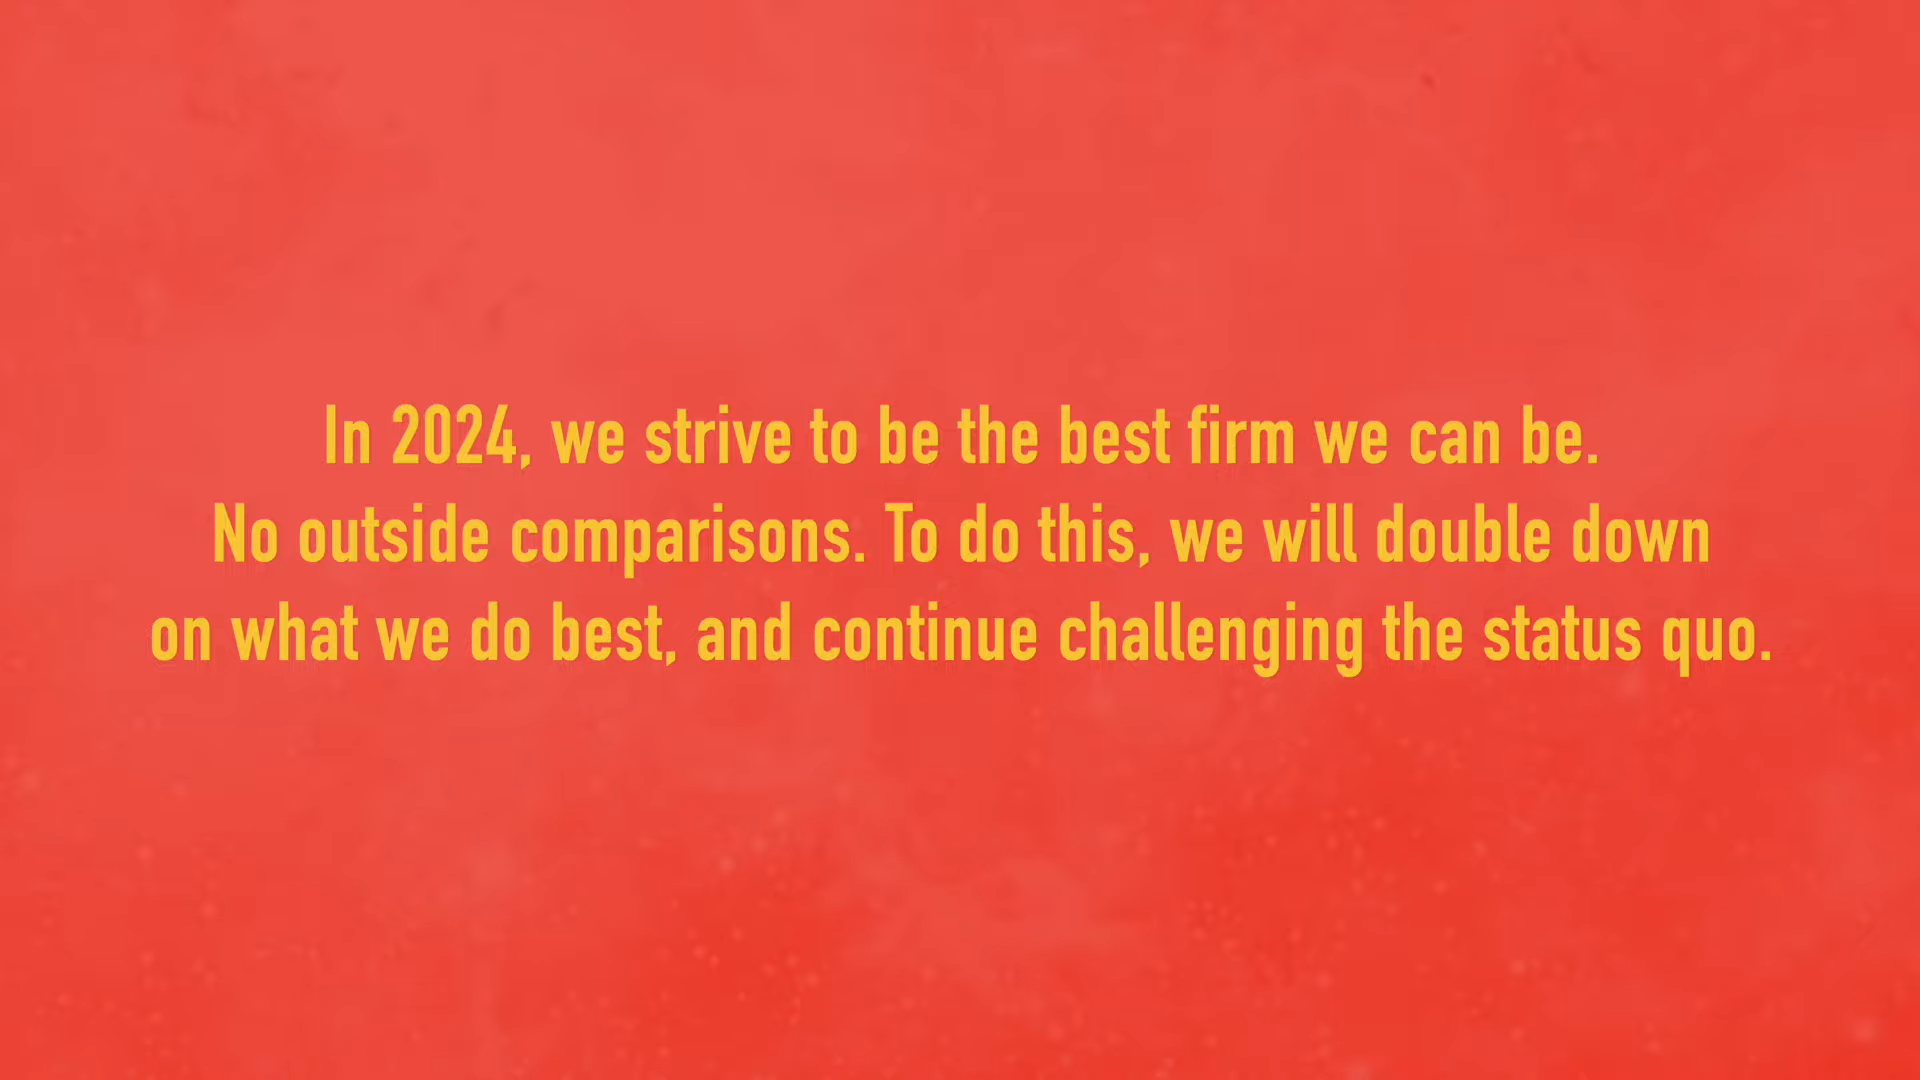 In 2024, we strive to be the best firm we can be.
No outside comparisons. To do this, we will double down
on what we do best, and continue challenging the status quo.